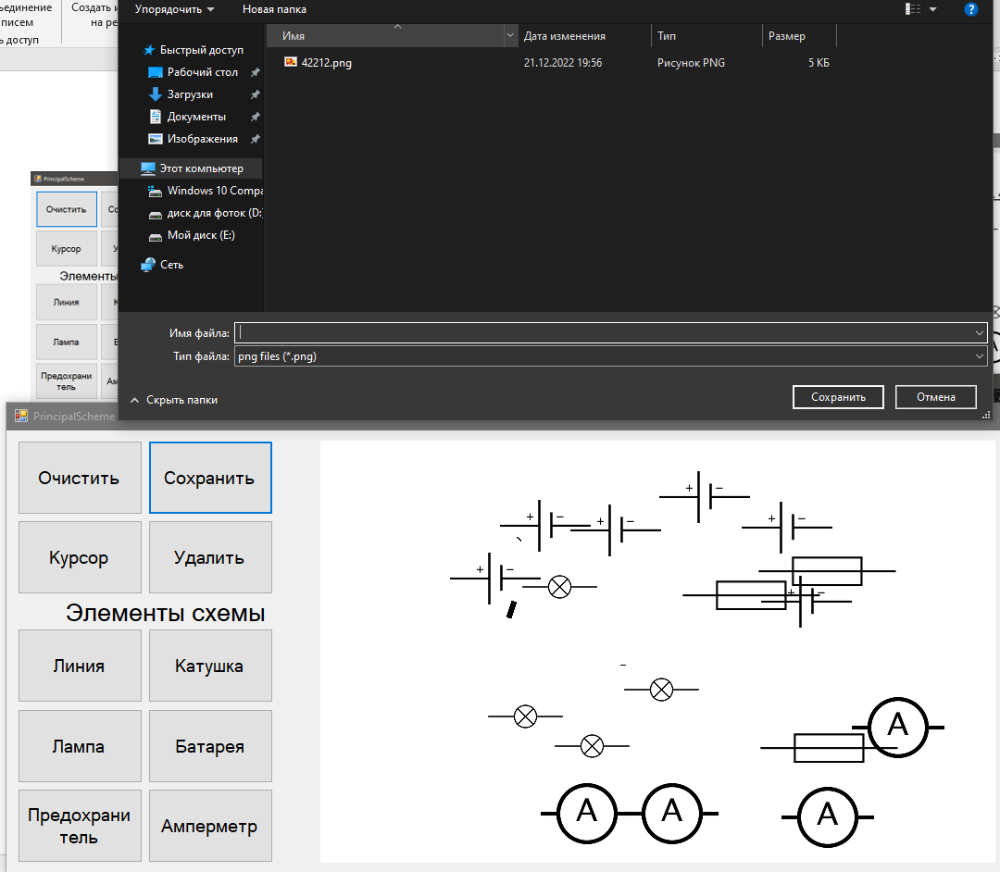 ъединение
писем
ь доступ
Создать и
на ре
Упорядочить
Новая папка
?
Быстрый доступ
Рабочий стол
Загрузки
Документы
Изображения
Этот компьютер
Windows 10 Compa
диск для фоток (D:
Мой диск (E:)
Сеть
Имя
Дата изменения
Тип
Размер
42212.png
21.12.2022 19:56
Рисунок PNG
5 КБ
Имя файла:
Тип файла:
png files (*.png)
Скрыть папки
Сохранить
Отмена
PrincipalScheme
Очистить
Со
Курсор
У
Элементы
Линия
К
Лампа
Б
Предохрани
тель
Ам
PrincipalScheme
Очистить
Сохранить
Курсор
Удалить
Элементы схемы
Линия
Катушка
Лампа
Батарея
Предохрани
тель
Амперметр
+ −
+ −
+ −
+ −
+ −
+ −
A
A
A
A